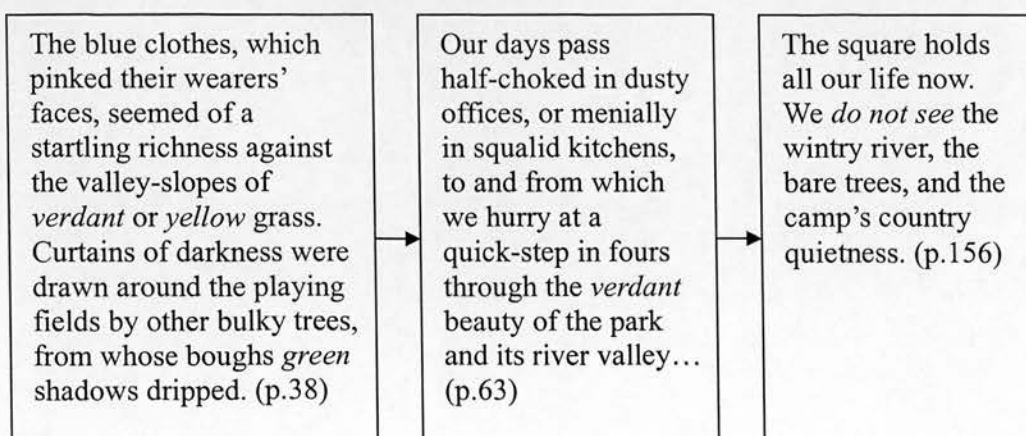 The blue clothes, which
pinked their wearers’
faces, seemed of a
startling richness against
the valley-slopes of
verdant or yellow grass.
Curtains of darkness were
drawn around the playing
fields by other bulky trees,
from whose boughs green
shadows dripped. (p.38)
Our days pass
half-choked in dusty
offices, or menially
in squalid kitchens,
to and from which
we hurry at a
quick-step in fours
through the verdant
beauty of the park
and its river valley…
(p.63)
The square holds
all our life now.
We do not see the
wintry river, the
bare trees, and the
camp’s country
quietness. (p.156)